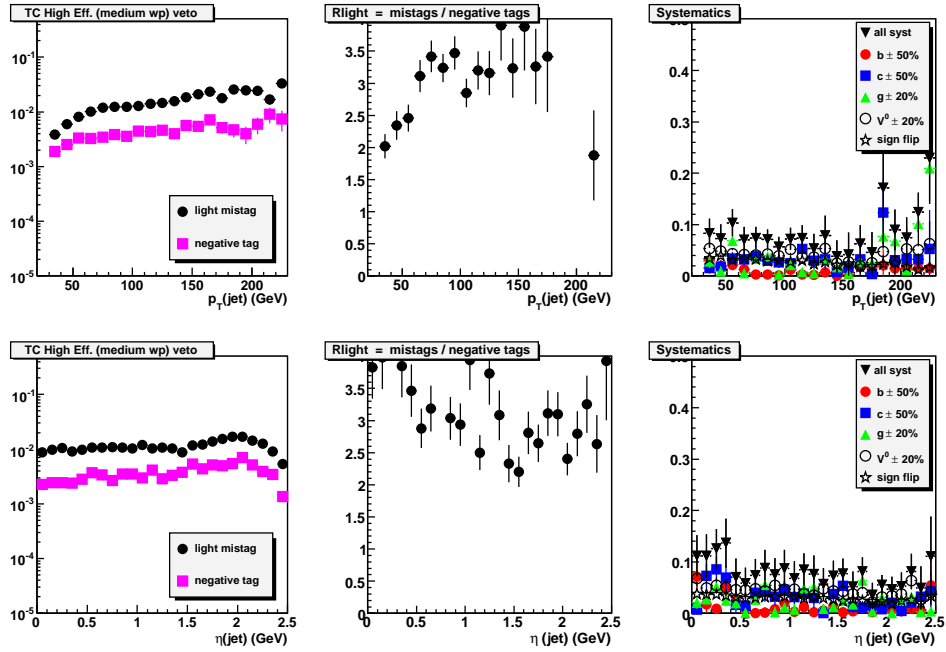 TC High Eff. (medium wp) veto
10⁻¹
10⁻²
10⁻³
10⁻⁴
10⁻⁵
light mistag
negative tag
50 100 150 200
p_T(jet) (GeV)
Rlight = mistags / negative tags
4
3.5
3
2.5
2
1.5
1
0.5
0
50 100 150 200
p_T(jet) (GeV)
Systematics
0.5
0.4
0.3
0.2
0.1
0
all syst
b ± 50%
c ± 50%
g ± 20%
V⁰ ± 20%
sign flip
50 100 150 200
p_T(jet) (GeV)
TC High Eff. (medium wp) veto
10⁻¹
10⁻²
10⁻³
10⁻⁴
10⁻⁵
light mistag
negative tag
0 0.5 1 1.5 2 2.5
η(jet) (GeV)
Rlight = mistags / negative tags
4
3.5
3
2.5
2
1.5
1
0.5
0
0 0.5 1 1.5 2 2.5
η (jet) (GeV)
Systematics
0.5
0.4
0.3
0.2
0.1
0
all syst
b ± 50%
c ± 50%
g ± 20%
V⁰ ± 20%
sign flip
0 0.5 1 1.5 2 2.5
η (jet) (GeV)